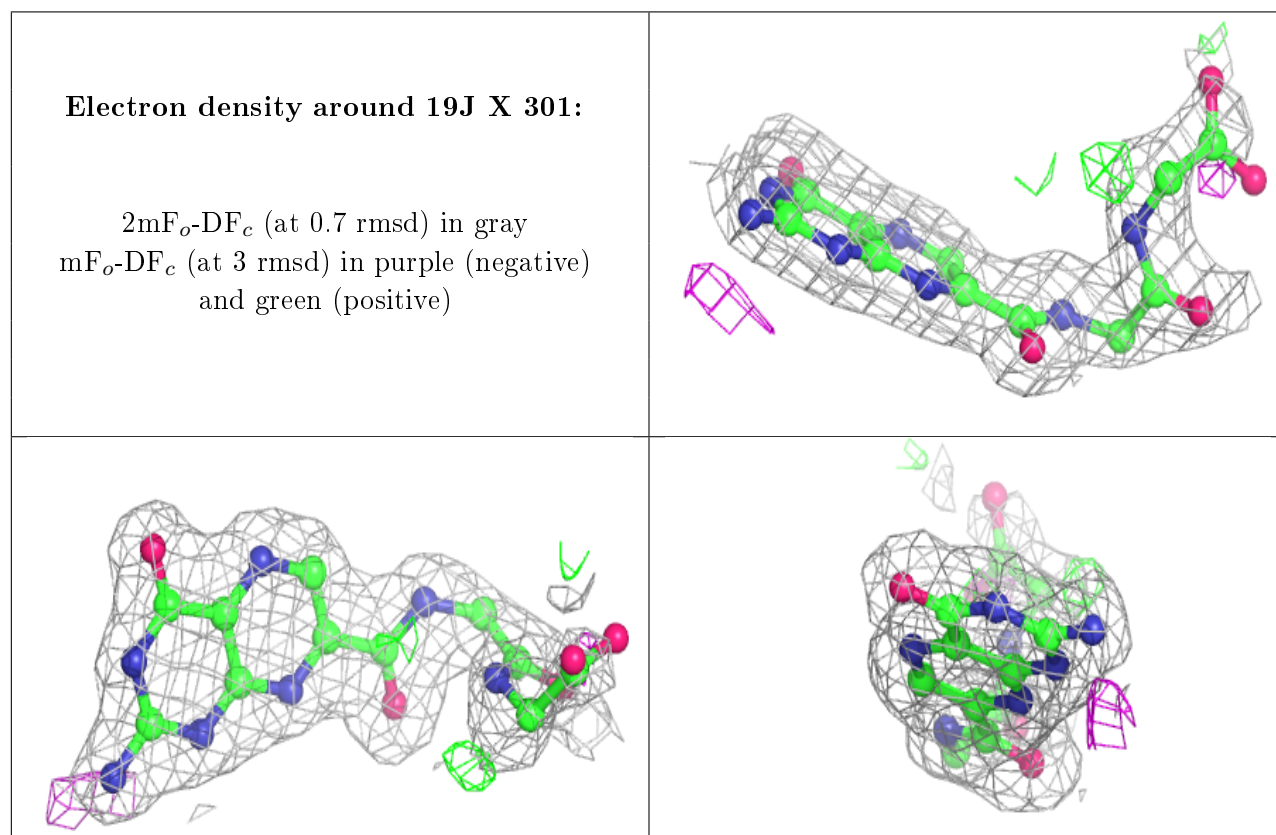 Electron density around 19J X 301:
2mFₒ-DF𝒸 (at 0.7 rmsd) in gray
mFₒ-DF𝒸 (at 3 rmsd) in purple (negative)
and green (positive)